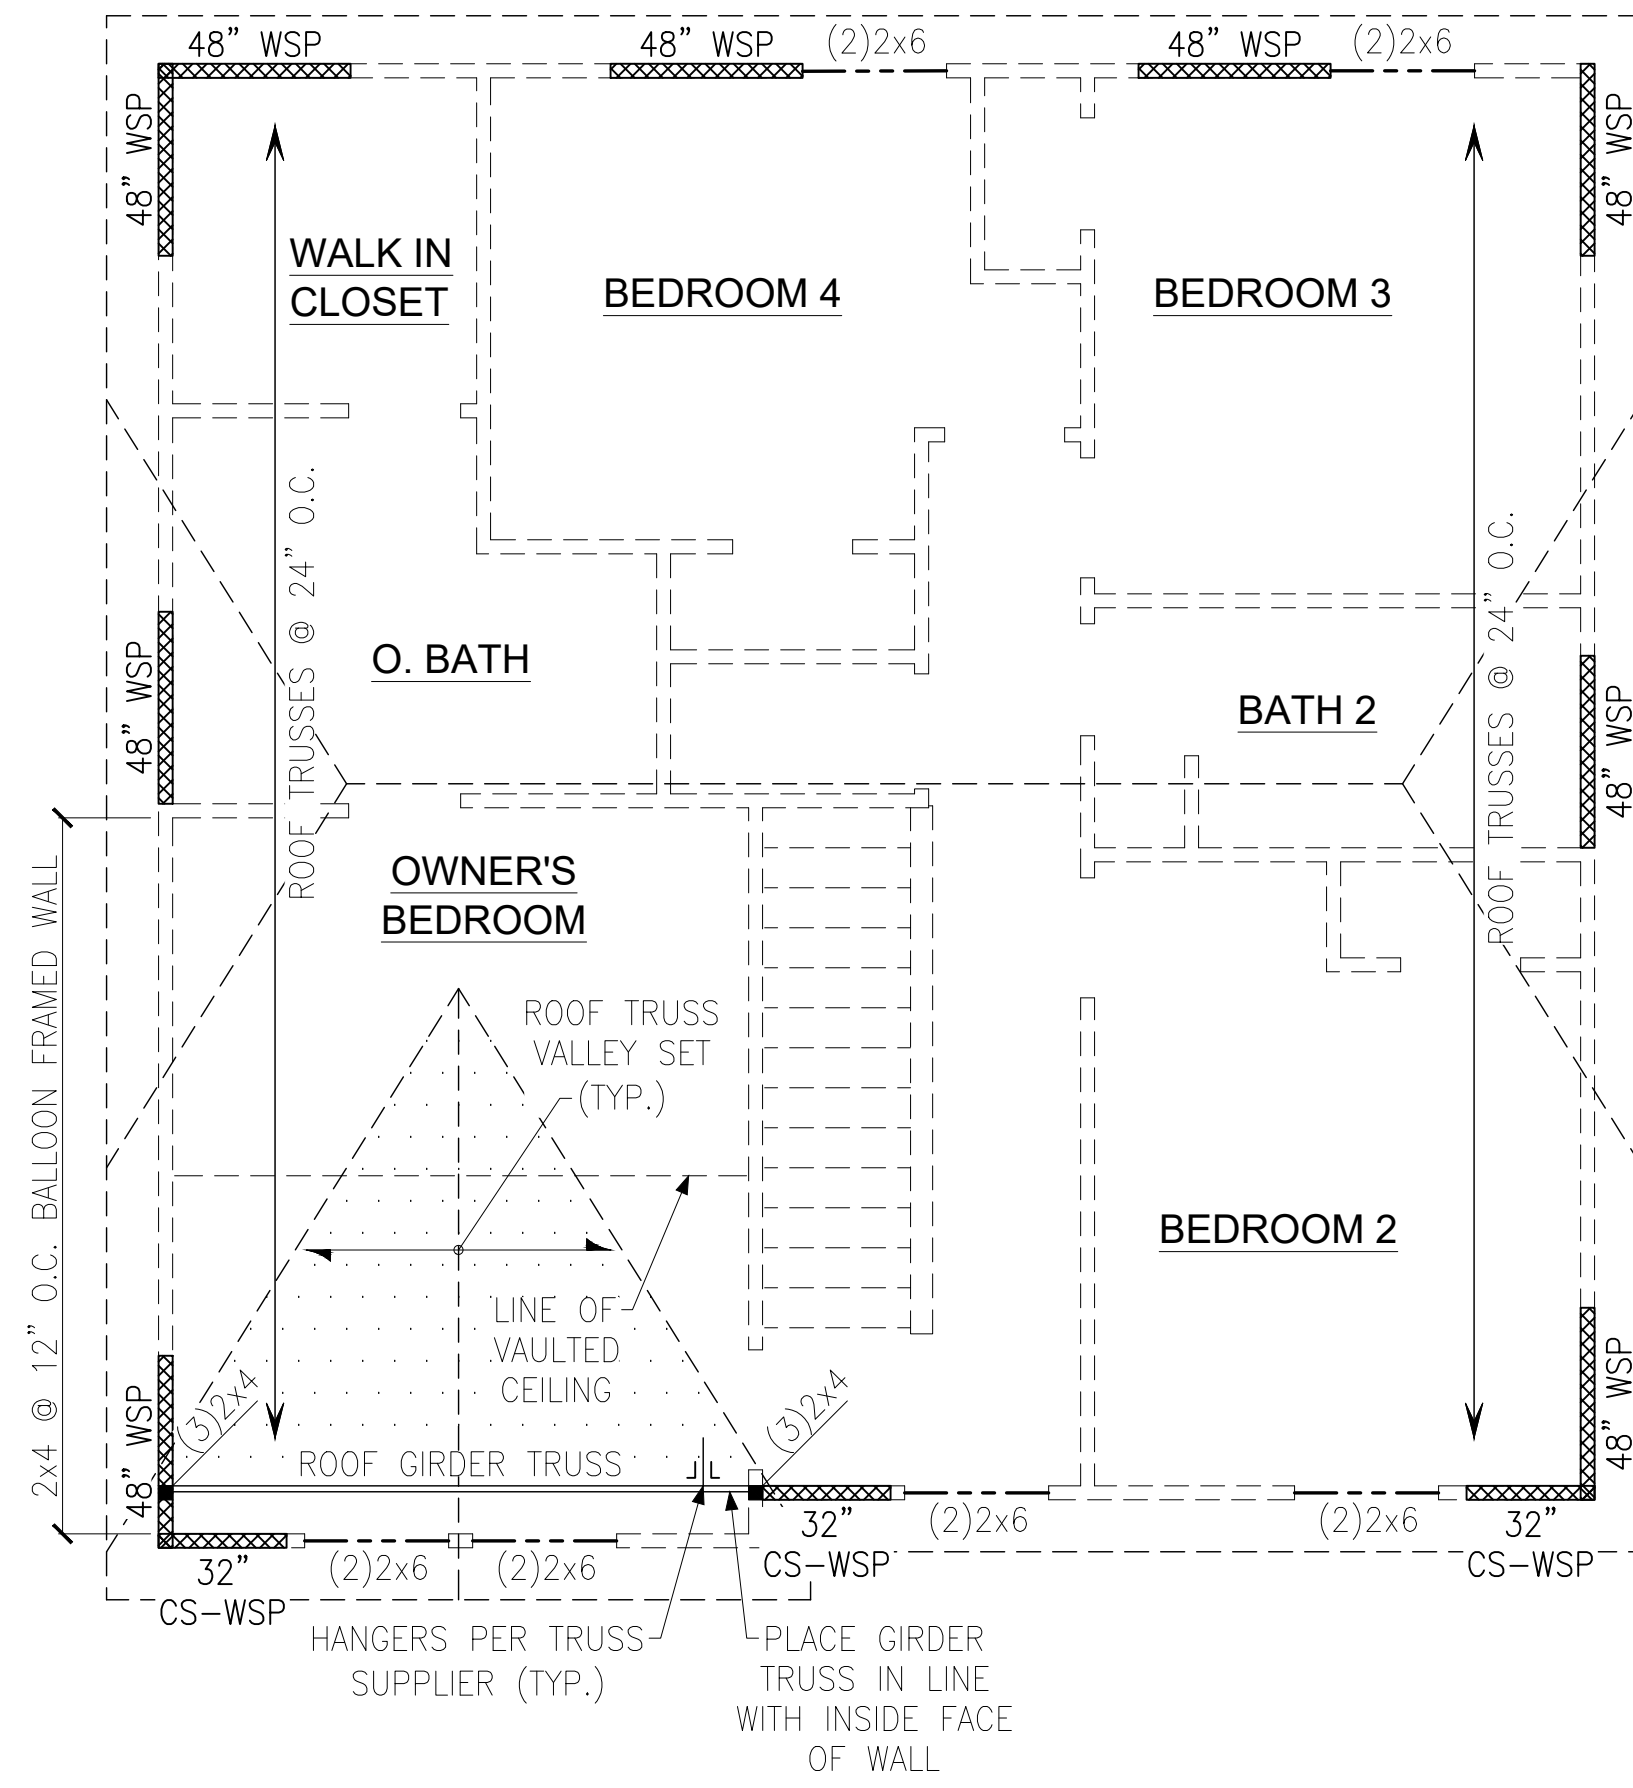 48” WSP
48” WSP
(2)2x6
48” WSP
(2)2x6
48” WSP
48” WSP
WALK IN
CLOSET
BEDROOM 4
BEDROOM 3
ROOF TRUSSES @ 24” O.C.
ROOF TRUSSES @ 24” O.C.
48” WSP
O. BATH
BATH 2
48” WSP
OWNER'S
BEDROOM
2x4 @ 12” O.C. BALLOON FRAMED WALL
ROOF TRUSS
VALLEY SET
(TYP.)
BEDROOM 2
LINE OF
VAULTED
CEILING
48” WSP
(3)2x4
(3)2x4
48” WSP
ROOF GIRDER TRUSS
32”
CS-WSP
(2)2x6
(2)2x6
32”
CS-WSP
(2)2x6
(2)2x6
32”
CS-WSP
HANGERS PER TRUSS
SUPPLIER (TYP.)
PLACE GIRDER
TRUSS IN LINE
WITH INSIDE FACE
OF WALL